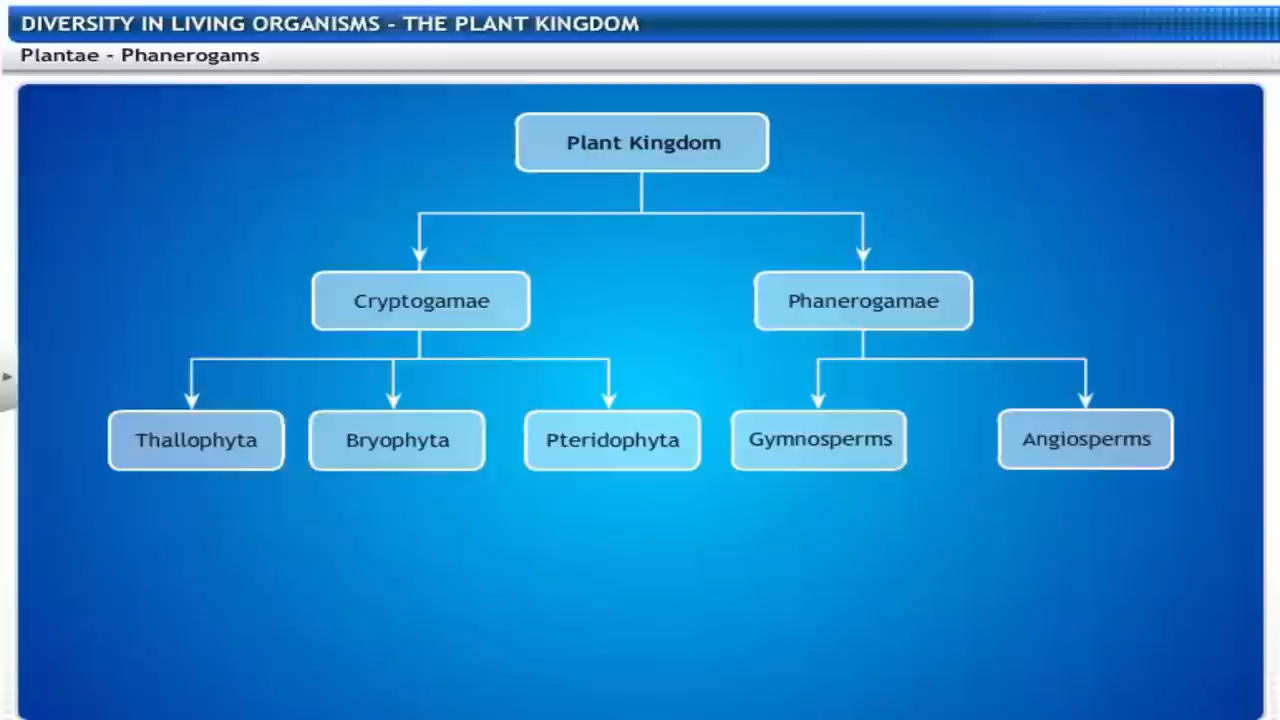 DIVERSITY IN LIVING ORGANISMS - THE PLANT KINGDOM
Plantae - Phanerogams
Plant Kingdom
Cryptogamae
Phanerogamae
Thallophyta
Bryophyta
Pteridophyta
Gymnosperms
Angiosperms